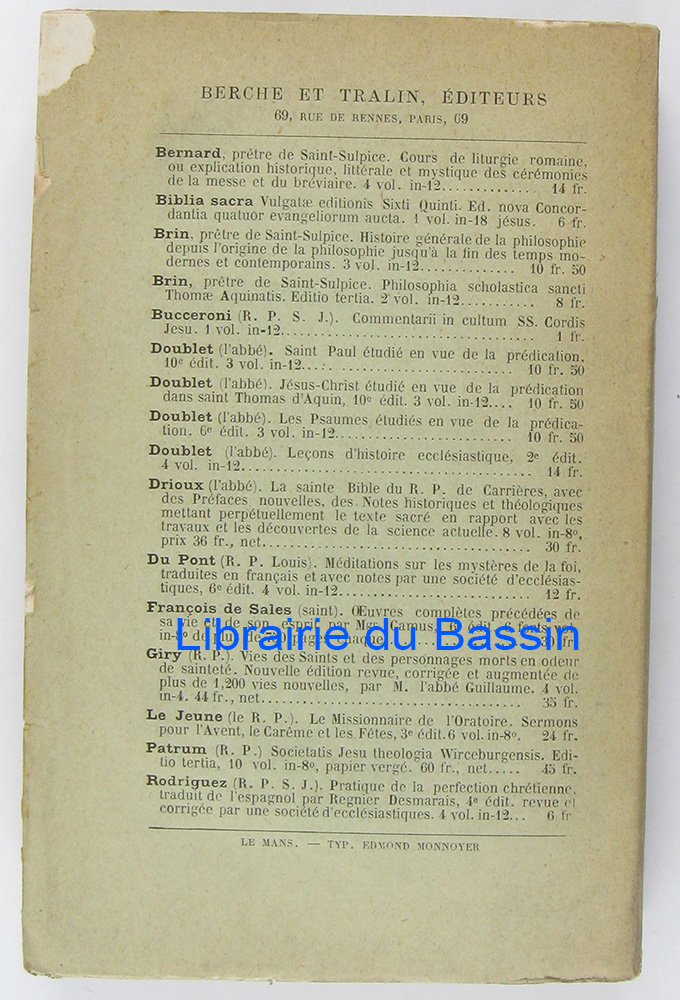 BERCHE ET TRALIN, ÉDITEURS
69, RUE DE RENNES, PARIS, 69
Bernard, prêtre de Saint-Sulpice. Cours de liturgie romaine,
ou explication historique, littérale et mystique des cérémonies
de la messe et du bréviaire. 4 vol. in-12............. 14 fr.
Biblia sacra Vulgatæ editionis Sixti Quinti. Ed. nova Concor-
dantia quatuor evangeliorum aucta. 1 vol. in-18 jésus. 6 fr.
Brin, prêtre de Saint-Sulpice. Histoire générale de la philosophie
depuis l'origine de la philosophie jusqu'à la fin des temps mo-
dernes et contemporains. 3 vol. in-12............. 10 fr. 50
Brin, prêtre de Saint-Sulpice. Philosophia scholastica sancti
Thomæ Aquinatis. Editio tertia. 2 vol. in-12........... 8 fr.
Bucceroni (R. P. S. J.). Commentarii in cultum SS. Cordis
Jesu. 1 vol. in-12.................................... 1 fr.
Doublet (l'abbé). Saint Paul étudié en vue de la prédication,
10e édit. 3 vol. in-12............................ 10 fr. 50
Doublet (l'abbé). Jésus-Christ étudié en vue de la prédication
dans saint Thomas d'Aquin, 10e édit. 3 vol. in-12.... 10 fr. 50
Doublet (l'abbé). Les Psaumes étudiés en vue de la prédica-
tion. 6e édit. 3 vol. in-12....................... 10 fr. 50
Doublet (l'abbé). Leçons d'histoire ecclésiastique, 2e édit.
4 vol. in-12......................................... 14 fr.
Drioux (l'abbé). La sainte Bible du R. P. de Carrières, avec
des Préfaces nouvelles, des Notes historiques et théologiques
mettant perpétuellement le texte sacré en rapport avec les
travaux et les découvertes de la science actuelle. 8 vol. in-8o,
prix 36 fr., net..................................... 30 fr.
Du Pont (R. P. Louis). Méditations sur les mystères de la foi,
traduites en français et avec notes par une société d'ecclésias-
tiques, 6e édit. 4 vol. in-12........................ 12 fr.
François de Sales (saint). Œuvres complètes précédées de
sa vie et de son esprit par Mgr Camus. édit. 6 forts vol.
in-8o de plus de pages chaque fr.
Librairie du Bassin
Giry (R. P.). Vies des Saints et des personnages morts en odeur
de sainteté. Nouvelle édition revue, corrigée et augmentée de
plus de 1,200 vies nouvelles, par M. l'abbé Guillaume. 4 vol.
in-4. 44 fr., net.................................... 35 fr.
Le Jeune (le R. P.). Le Missionnaire de l'Oratoire. Sermons
pour l'Avent, le Carême et les Fêtes, 3e édit. 6 vol. in-8o. 24 fr.
Patrum (R. P.) Societatis Jesu theologia Wirceburgensis. Edi-
tio tertia, 10 vol. in-8o, papier vergé. 60 fr., net..... 45 fr.
Rodriguez (R. P. S. J.). Pratique de la perfection chrétienne,
traduit de l'espagnol par Regnier Desmarais, 4e édit. revue et
corrigée par une société d'ecclésiastiques. 4 vol. in-12... 6 fr
LE MANS. — TYP. EDMOND MONNOYER